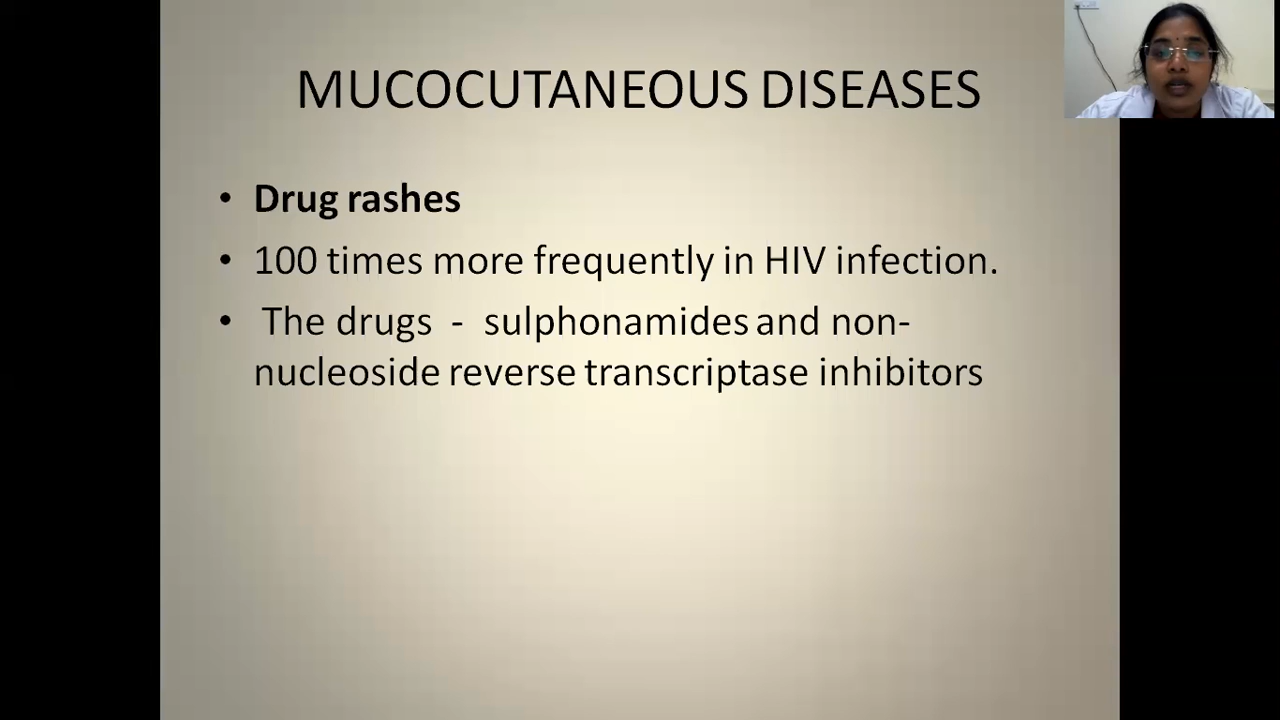 MUCOCUTANEOUS DISEASES
• Drug rashes
• 100 times more frequently in HIV infection.
• The drugs - sulphonamides and non-
nucleoside reverse transcriptase inhibitors